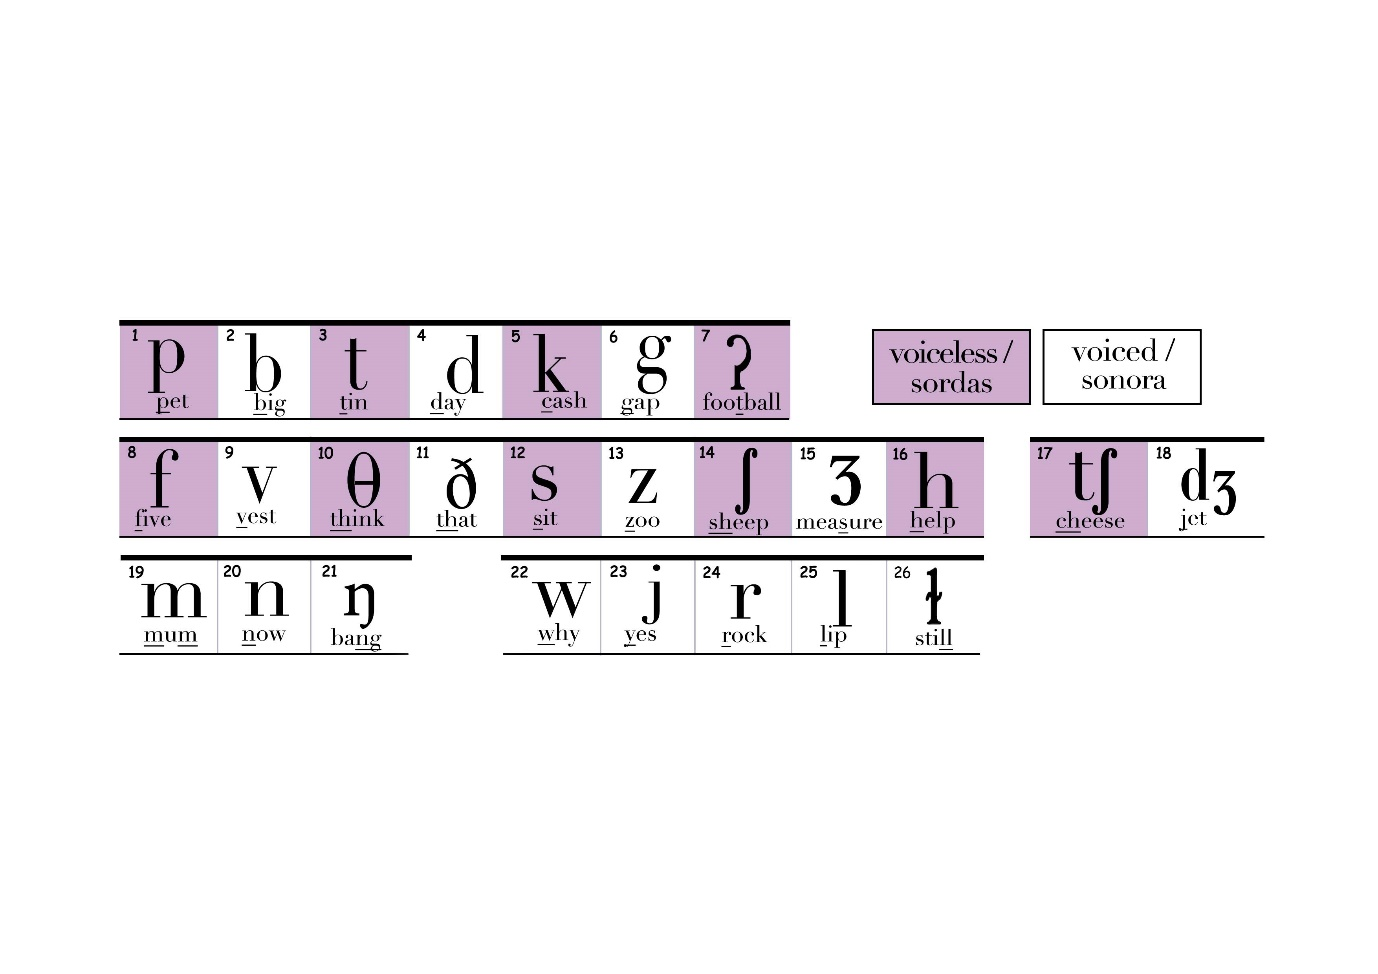 1 p 2 b 3 t 4 d 5 k 6 g 7 ʔ
pet big tin day cash gap football
voiceless /
sordas
voiced /
sonora
8 f 9 v 10 θ 11 ð 12 s 13 z 14 ʃ 15 ʒ 16 h 17 tʃ 18 dʒ
five vest think that sit zoo sheep measure help cheese jet
19 m 20 n 21 ŋ 22 w 23 j 24 r 25 l 26 ɫ
mum now bang why yes rock lip still